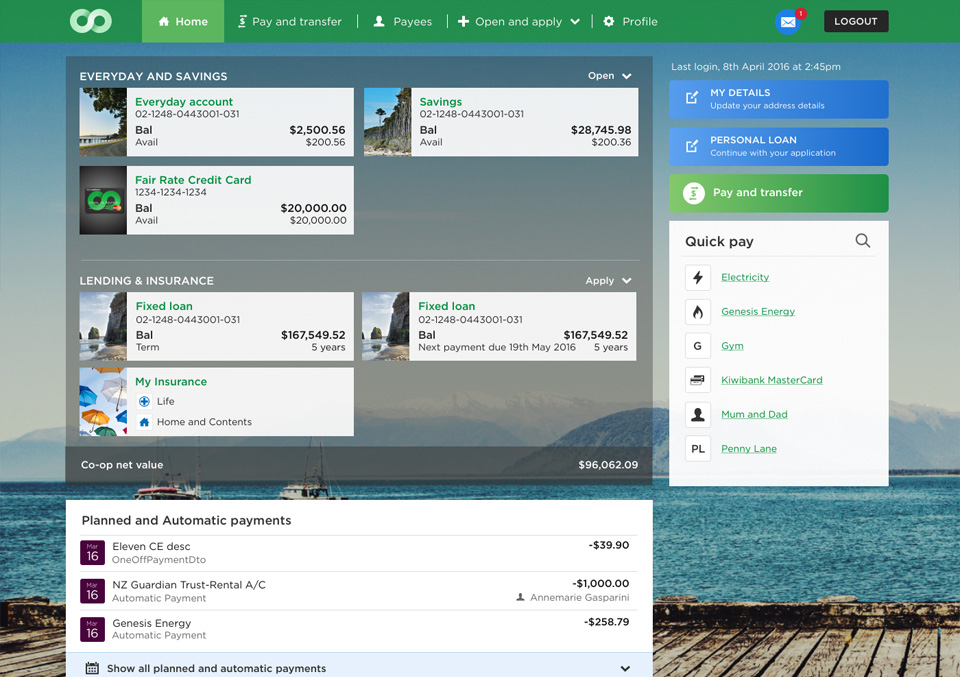 Home
Pay and transfer
Payees
Open and apply
Profile
1
LOGOUT
EVERYDAY AND SAVINGS
Open
Everyday account
02-1248-0443001-031
Bal $2,500.56
Avail $200.56
Savings
02-1248-0443001-031
Bal $28,745.98
Avail $200.36
Fair Rate Credit Card
1234-1234-1234
Bal $20,000.00
Avail $20,000.00
LENDING & INSURANCE
Apply
Fixed loan
02-1248-0443001-031
Bal $167,549.52
Term 5 years
Fixed loan
02-1248-0443001-031
Bal $167,549.52
Next payment due 19th May 2016 5 years
My Insurance
Life
Home and Contents
Co-op net value $96,062.09
Planned and Automatic payments
Mar
16
Eleven CE desc -$39.90
OneOffPaymentDto
Mar
16
NZ Guardian Trust-Rental A/C -$1,000.00
Automatic Payment Annemarie Gasparini
Mar
16
Genesis Energy -$258.79
Automatic Payment
Show all planned and automatic payments
Last login, 8th April 2016 at 2:45pm
MY DETAILS
Update your address details
PERSONAL LOAN
Continue with your application
Pay and transfer
Quick pay
Electricity
Genesis Energy
G Gym
Kiwibank MasterCard
Mum and Dad
PL Penny Lane